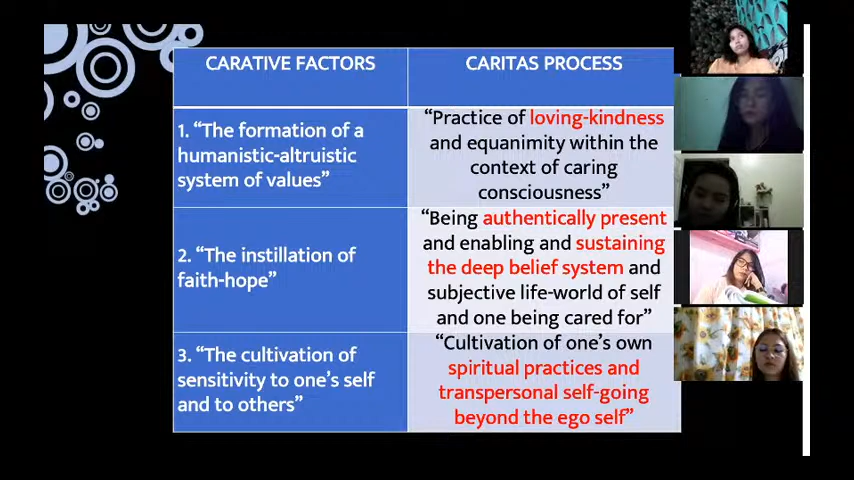 CARATIVE FACTORS
CARITAS PROCESS
1. “The formation of a
humanistic-altruistic
system of values”
“Practice of loving-kindness
and equanimity within the
context of caring
consciousness”
2. “The instillation of
faith-hope”
“Being authentically present
and enabling and sustaining
the deep belief system and
subjective life-world of self
and one being cared for”
3. “The cultivation of
sensitivity to one’s self
and to others”
“Cultivation of one’s own
spiritual practices and
transpersonal self-going
beyond the ego self”